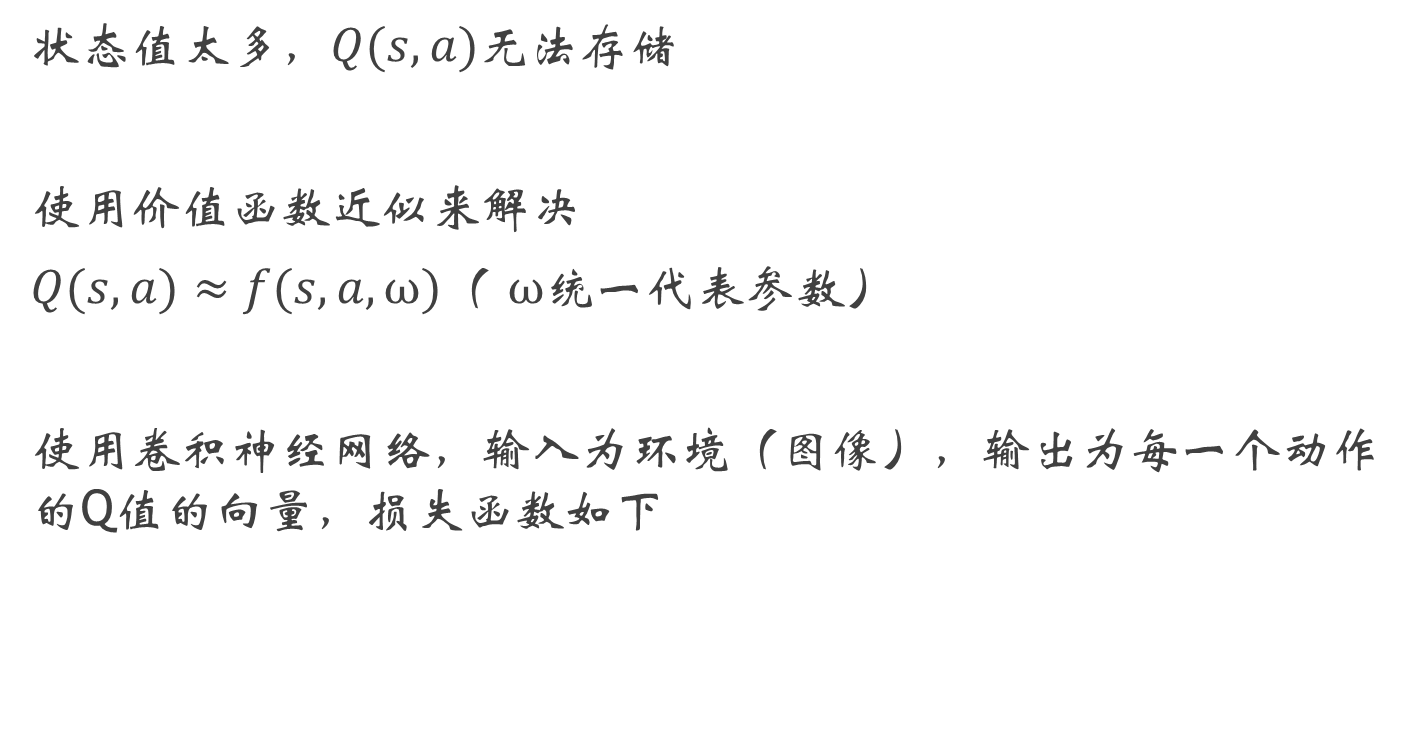 状态值太多，Q(s,a)无法存储
使用价值函数近似来解决
Q(s,a) ≈ f(s,a,ω)（ ω统一代表参数）
使用卷积神经网络，输入为环境（图像），输出为每一个动作
的Q值的向量，损失函数如下